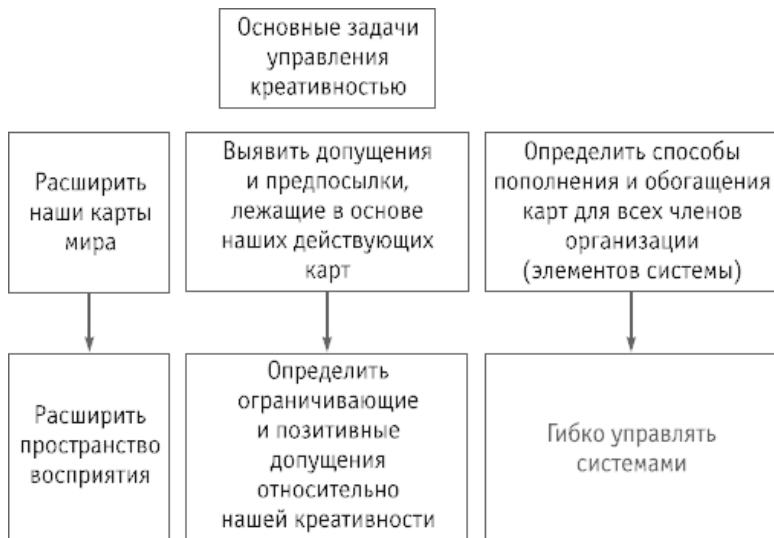 Основные задачи
управления
креативностью
Расширить
наши карты
мира
Выявить допущения
и предпосылки,
лежащие в основе
наших действующих
карт
Определить способы
пополнения и обогащения
карт для всех членов
организации
(элементов системы)
Расширить
пространство
восприятия
Определить
ограничивающие
и позитивные
допущения
относительно
нашей креативности
Гибко управлять
системами